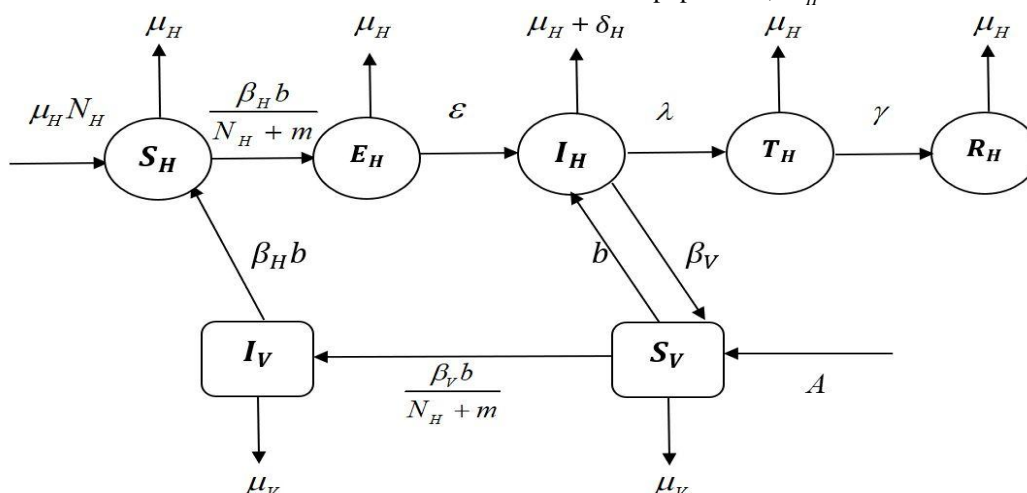 μ_H μ_H μ_H + δ_H μ_H μ_H
μ_H N_H β_H b / (N_H + m) ε λ γ
S_H E_H I_H T_H R_H
β_H b b β_V
I_V S_V
β_V b / (N_H + m) A
μ_V μ_V